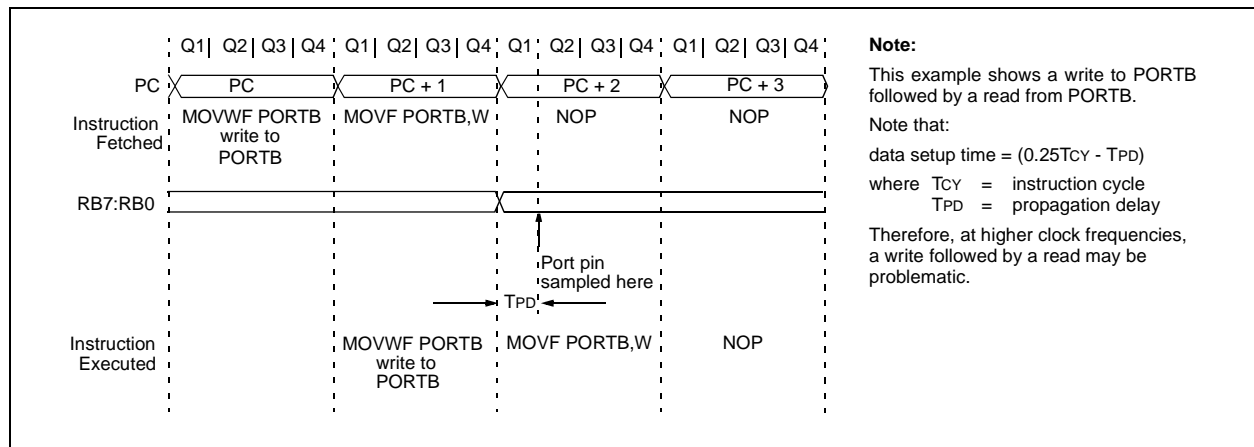 Q1| Q2| Q3| Q4 Q1| Q2| Q3| Q4 Q1| Q2| Q3| Q4 Q1| Q2| Q3| Q4
PC PC PC + 1 PC + 2 PC + 3
Instruction
Fetched
MOVWF PORTB
write to
PORTB
MOVF PORTB,W
NOP
NOP
RB7:RB0
Port pin
sampled here
TPD
Instruction
Executed
MOVWF PORTB
write to
PORTB
MOVF PORTB,W
NOP
Note:
This example shows a write to PORTB
followed by a read from PORTB.
Note that:
data setup time = (0.25TCY - TPD)
where TCY = instruction cycle
TPD = propagation delay
Therefore, at higher clock frequencies,
a write followed by a read may be
problematic.